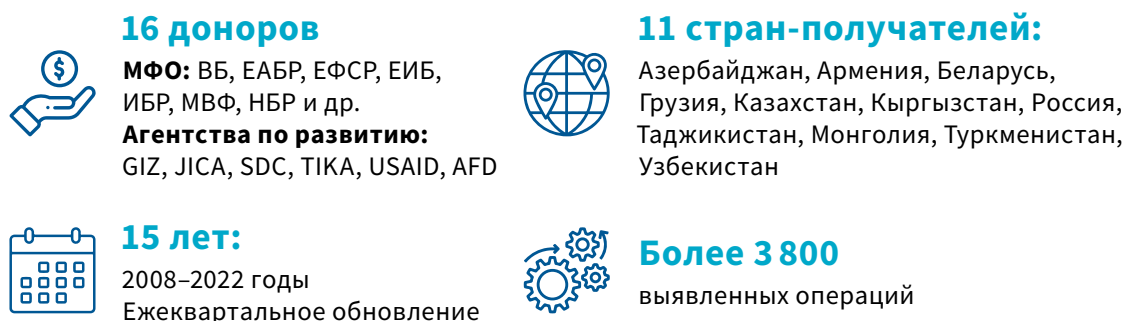 16 доноров
МФО: ВБ, ЕАБР, ЕФСР, ЕИБ,
ИБР, МВФ, НБР и др.
Агентства по развитию:
GIZ, JICA, SDC, TIKA, USAID, AFD
11 стран-получателей:
Азербайджан, Армения, Беларусь,
Грузия, Казахстан, Кыргызстан, Россия,
Таджикистан, Монголия, Туркменистан,
Узбекистан
15 лет:
2008–2022 годы
Ежеквартальное обновление
Более 3 800
выявленных операций